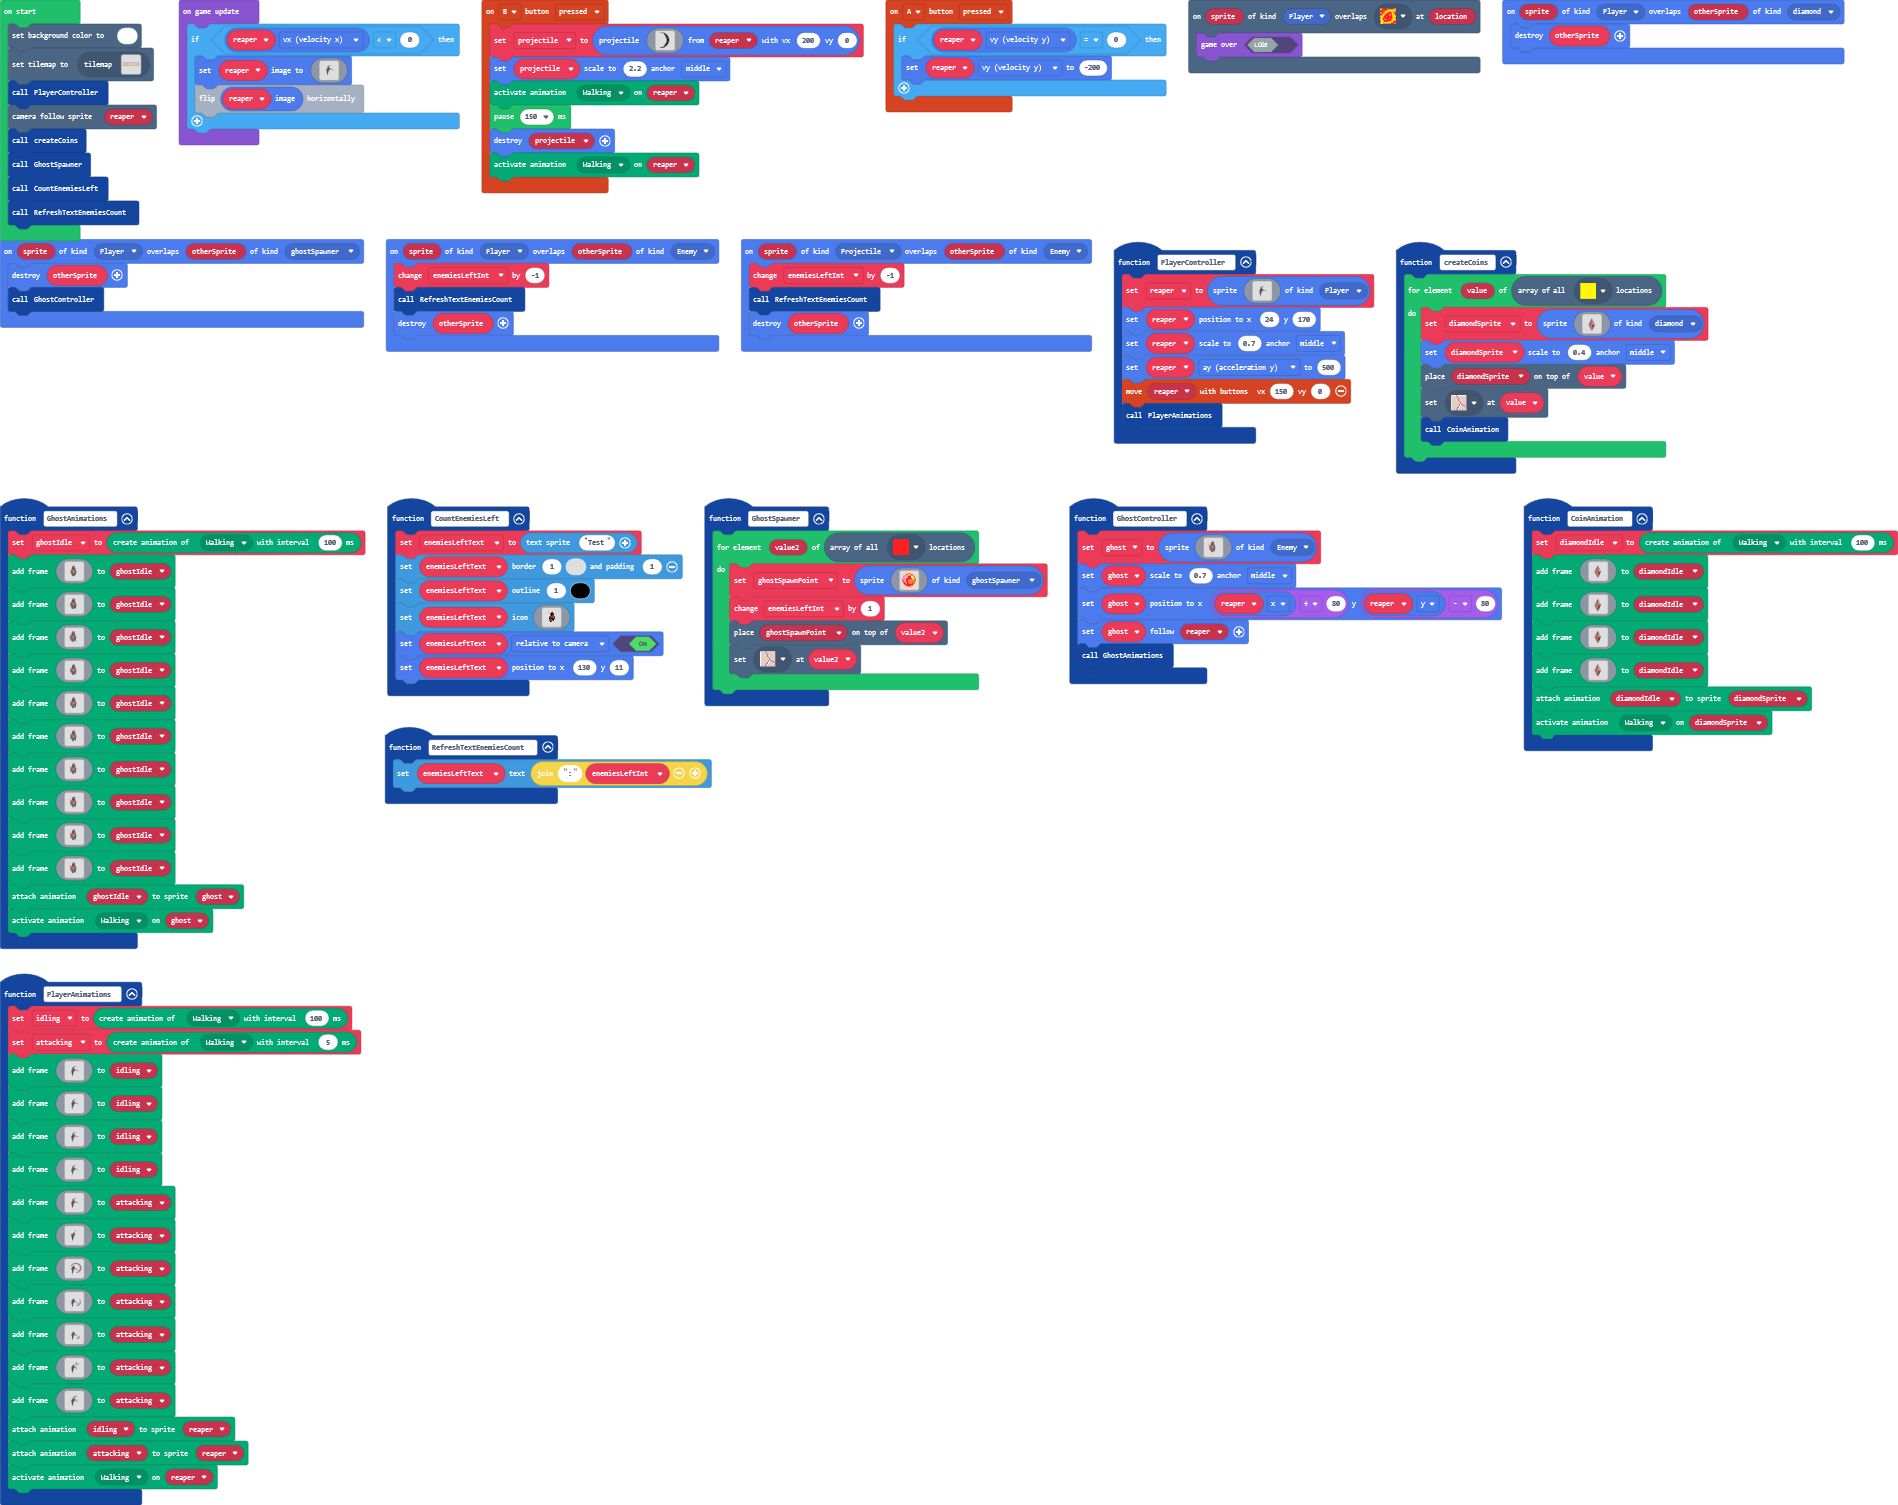 on start
set background color to
set tilemap to tilemap
call PlayerController
camera follow sprite reaper
call createCoins
call GhostSpawner
call CountEnemiesLeft
call RefreshTextEnemiesCount
on game update
if reaper vx (velocity x) < 0 then
set reaper image to
flip reaper image horizontally
on B button pressed
set projectile to projectile from reaper with vx 200 vy 0
set projectile scale to 2.2 anchor middle
activate animation Walking on reaper
pause 150 ms
destroy projectile
activate animation Walking on reaper
on A button pressed
if reaper vy (velocity y) = 0 then
set reaper vy (velocity y) to -200
on sprite of kind Player overlaps at location
game over LOSE
on sprite of kind Player overlaps otherSprite of kind diamond
destroy otherSprite
on sprite of kind Player overlaps otherSprite of kind ghostSpawner
destroy otherSprite
call GhostController
on sprite of kind Player overlaps otherSprite of kind Enemy
change enemiesLeftInt by -1
call RefreshTextEnemiesCount
destroy otherSprite
on sprite of kind Projectile overlaps otherSprite of kind Enemy
change enemiesLeftInt by -1
call RefreshTextEnemiesCount
destroy otherSprite
function PlayerController
set reaper to sprite of kind Player
set reaper position to x 24 y 170
set reaper scale to 0.7 anchor middle
set reaper ay (acceleration y) to 500
move reaper with buttons vx 150 vy 0
call PlayerAnimations
function createCoins
for element value of array of all locations
do
set diamondSprite to sprite of kind diamond
set diamondSprite scale to 0.4 anchor middle
place diamondSprite on top of value
set at value
call CoinAnimation
function GhostAnimations
set ghostIdle to create animation of Walking with interval 100 ms
add frame to ghostIdle
add frame to ghostIdle
add frame to ghostIdle
add frame to ghostIdle
add frame to ghostIdle
add frame to ghostIdle
add frame to ghostIdle
add frame to ghostIdle
add frame to ghostIdle
add frame to ghostIdle
attach animation ghostIdle to sprite ghost
activate animation Walking on ghost
function CountEnemiesLeft
set enemiesLeftText to text sprite "Test"
set enemiesLeftText border 1 and padding 1
set enemiesLeftText outline 1
set enemiesLeftText icon
set enemiesLeftText relative to camera ON
set enemiesLeftText position to x 130 y 11
function RefreshTextEnemiesCount
set enemiesLeftText text join ":" enemiesLeftInt
function GhostSpawner
for element value2 of array of all locations
do
set ghostSpawnPoint to sprite of kind ghostSpawner
change enemiesLeftInt by 1
place ghostSpawnPoint on top of value2
set at value2
function GhostController
set ghost to sprite of kind Enemy
set ghost scale to 0.7 anchor middle
set ghost position to x reaper x + 80 y reaper y - 80
set ghost follow reaper
call GhostAnimations
function CoinAnimation
set diamondIdle to create animation of Walking with interval 100 ms
add frame to diamondIdle
add frame to diamondIdle
add frame to diamondIdle
add frame to diamondIdle
attach animation diamondIdle to sprite diamondSprite
activate animation Walking on diamondSprite
function PlayerAnimations
set idling to create animation of Walking with interval 100 ms
set attacking to create animation of Walking with interval 5 ms
add frame to idling
add frame to idling
add frame to idling
add frame to idling
add frame to attacking
add frame to attacking
add frame to attacking
add frame to attacking
add frame to attacking
add frame to attacking
add frame to attacking
attach animation idling to sprite reaper
attach animation attacking to sprite reaper
activate animation Walking on reaper